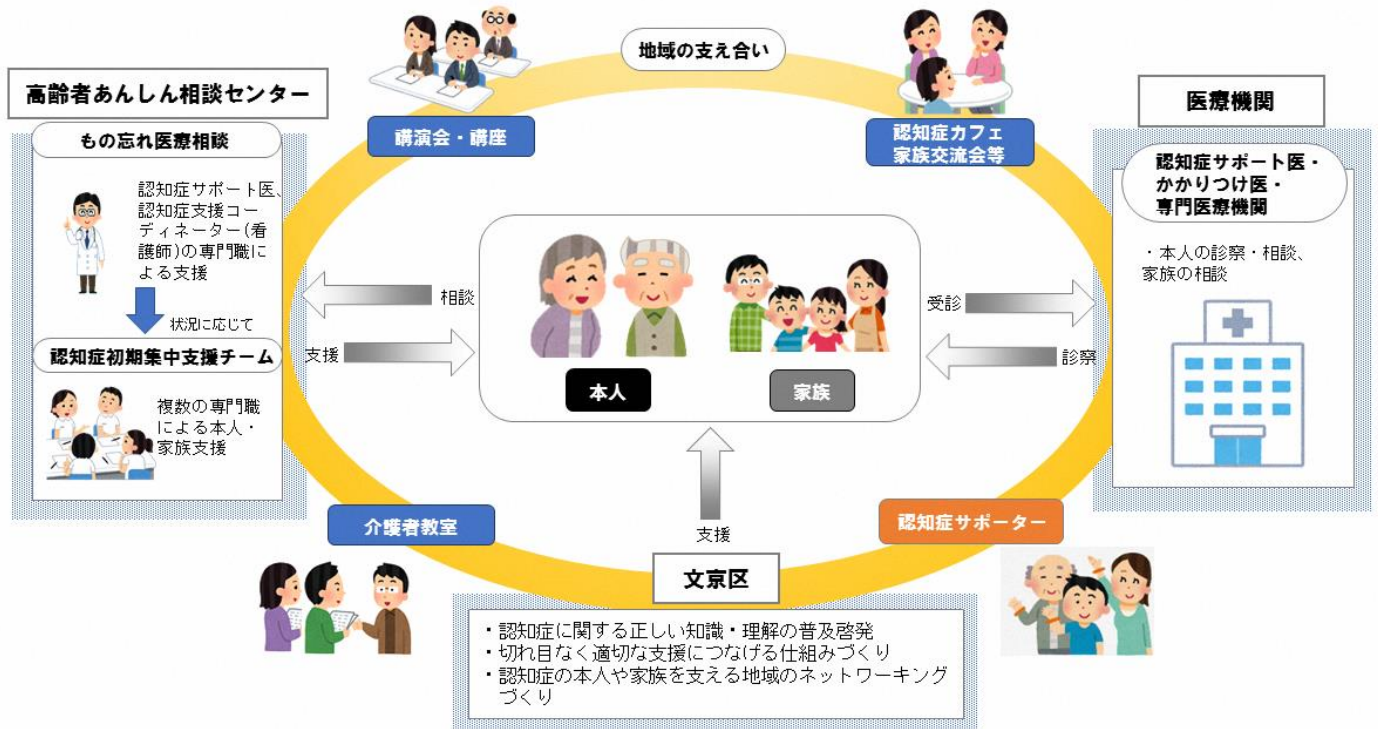 地域の支え合い
高齢者あんしん相談センター
もの忘れ医療相談
認知症サポート医、
認知症支援コー
ディネーター(看
護師)の専門職に
よる支援
状況に応じて
認知症初期集中支援チーム
複数の専門職
による本人・
家族支援
講演会・講座
認知症カフェ
家族交流会等
医療機関
認知症サポート医・
かかりつけ医・
専門医療機関
・本人の診察・相談、
家族の相談
相談
支援
本人
家族
受診
診察
介護者教室
支援
認知症サポーター
文京区
・認知症に関する正しい知識・理解の普及啓発
・切れ目なく適切な支援につなげる仕組みづくり
・認知症の本人や家族を支える地域のネットワーキング
づくり